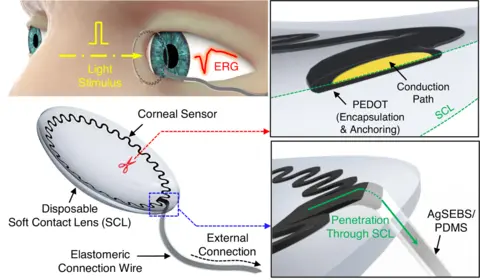 Light
Stimulus
ERG
Conduction
Path
PEDOT
(Encapsulation
& Anchoring)
SCL
Corneal Sensor
Disposable
Soft Contact Lens (SCL)
Elastomeric
Connection Wire
External
Connection
Penetration
Through SCL
AgSEBS/
PDMS